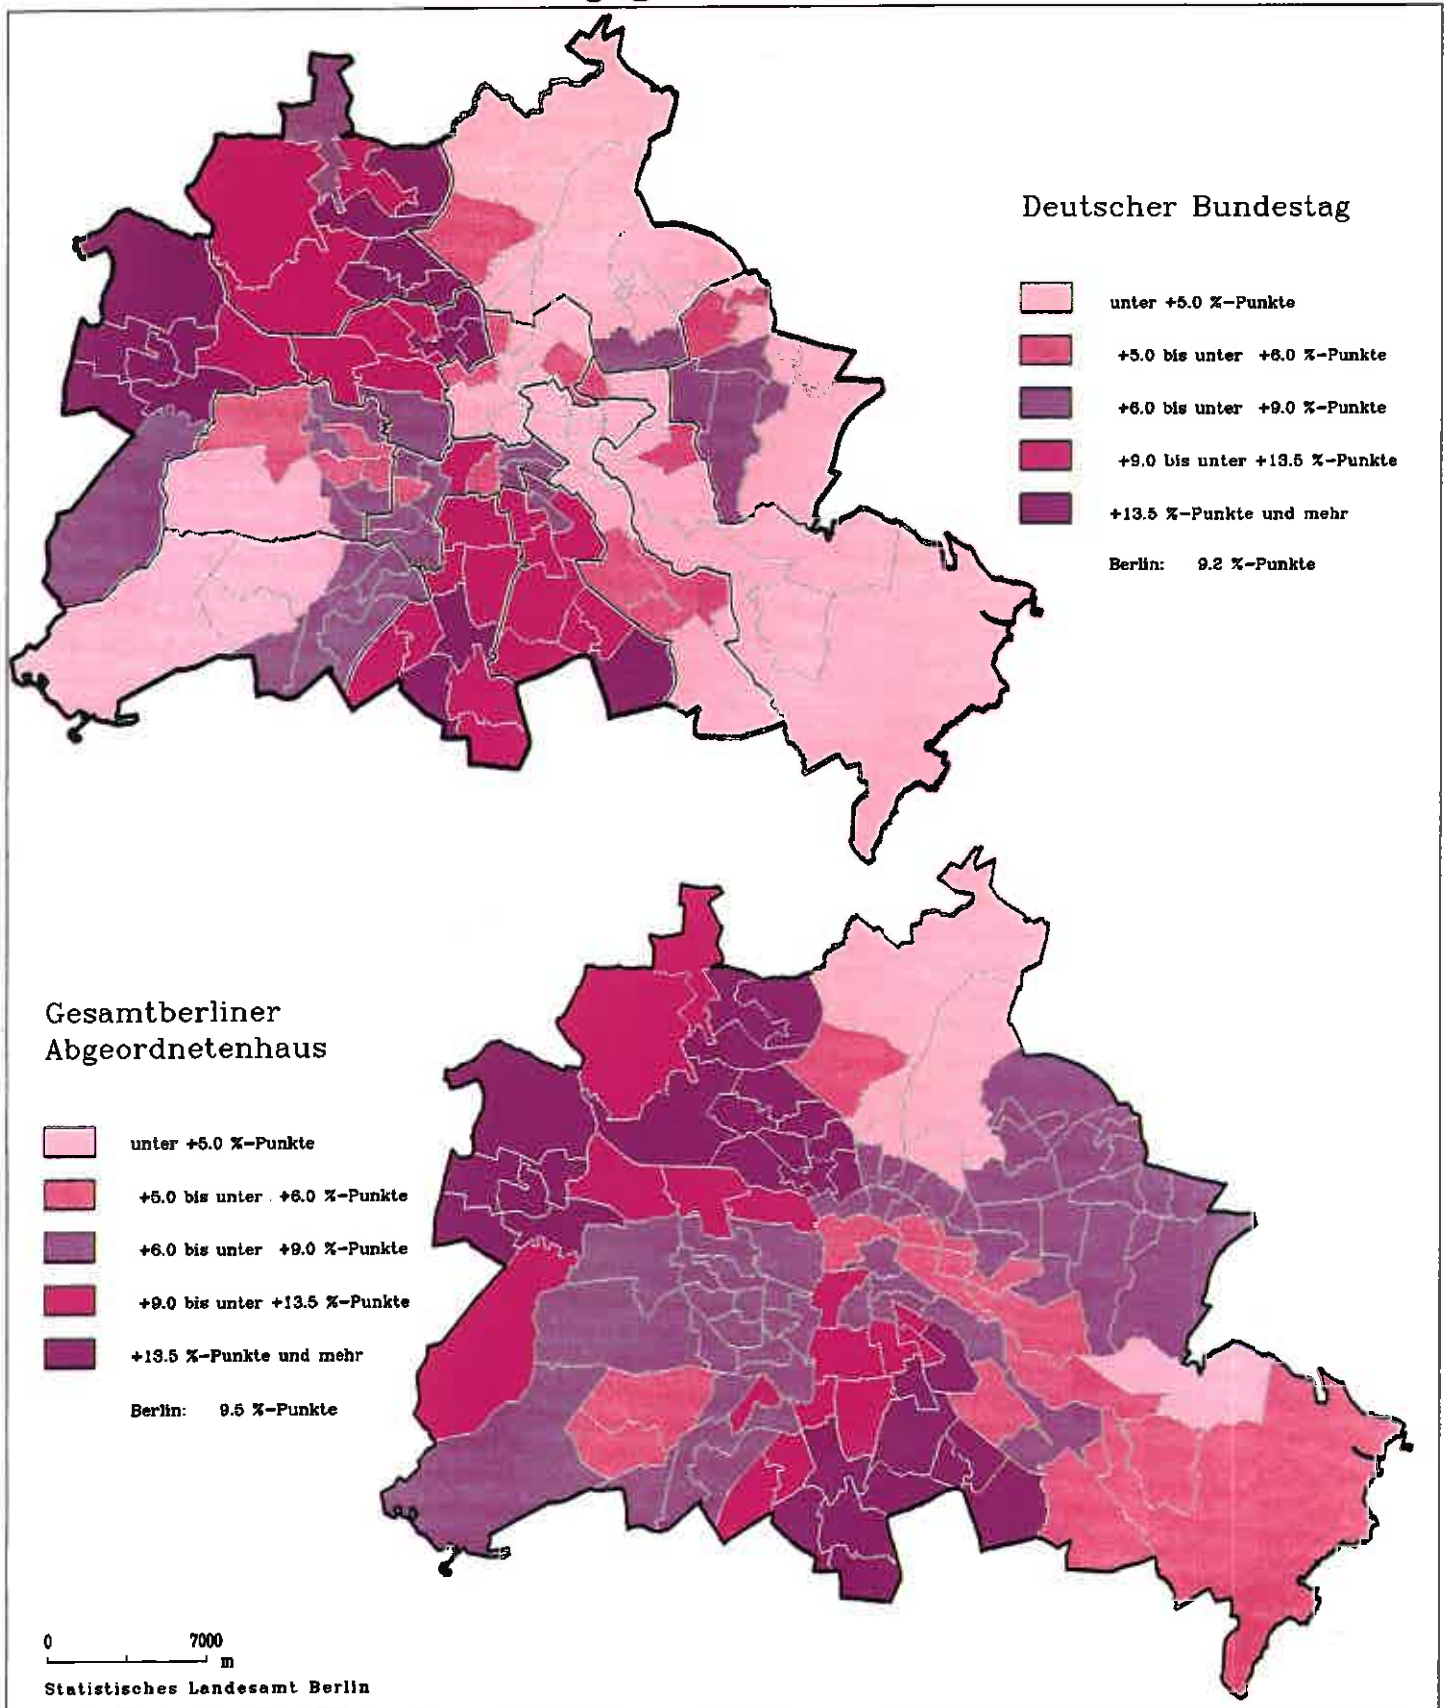 Deutscher Bundestag
unter +5.0 %-Punkte
+5.0 bis unter +6.0 %-Punkte
+6.0 bis unter +9.0 %-Punkte
+9.0 bis unter +13.5 %-Punkte
+13.5 %-Punkte und mehr
Berlin: 9.2 %-Punkte
Gesamtberliner
Abgeordnetenhaus
unter +5.0 %-Punkte
+5.0 bis unter +6.0 %-Punkte
+6.0 bis unter +9.0 %-Punkte
+9.0 bis unter +13.5 %-Punkte
+13.5 %-Punkte und mehr
Berlin: 9.5 %-Punkte
0 7000
m
Statistisches Landesamt Berlin